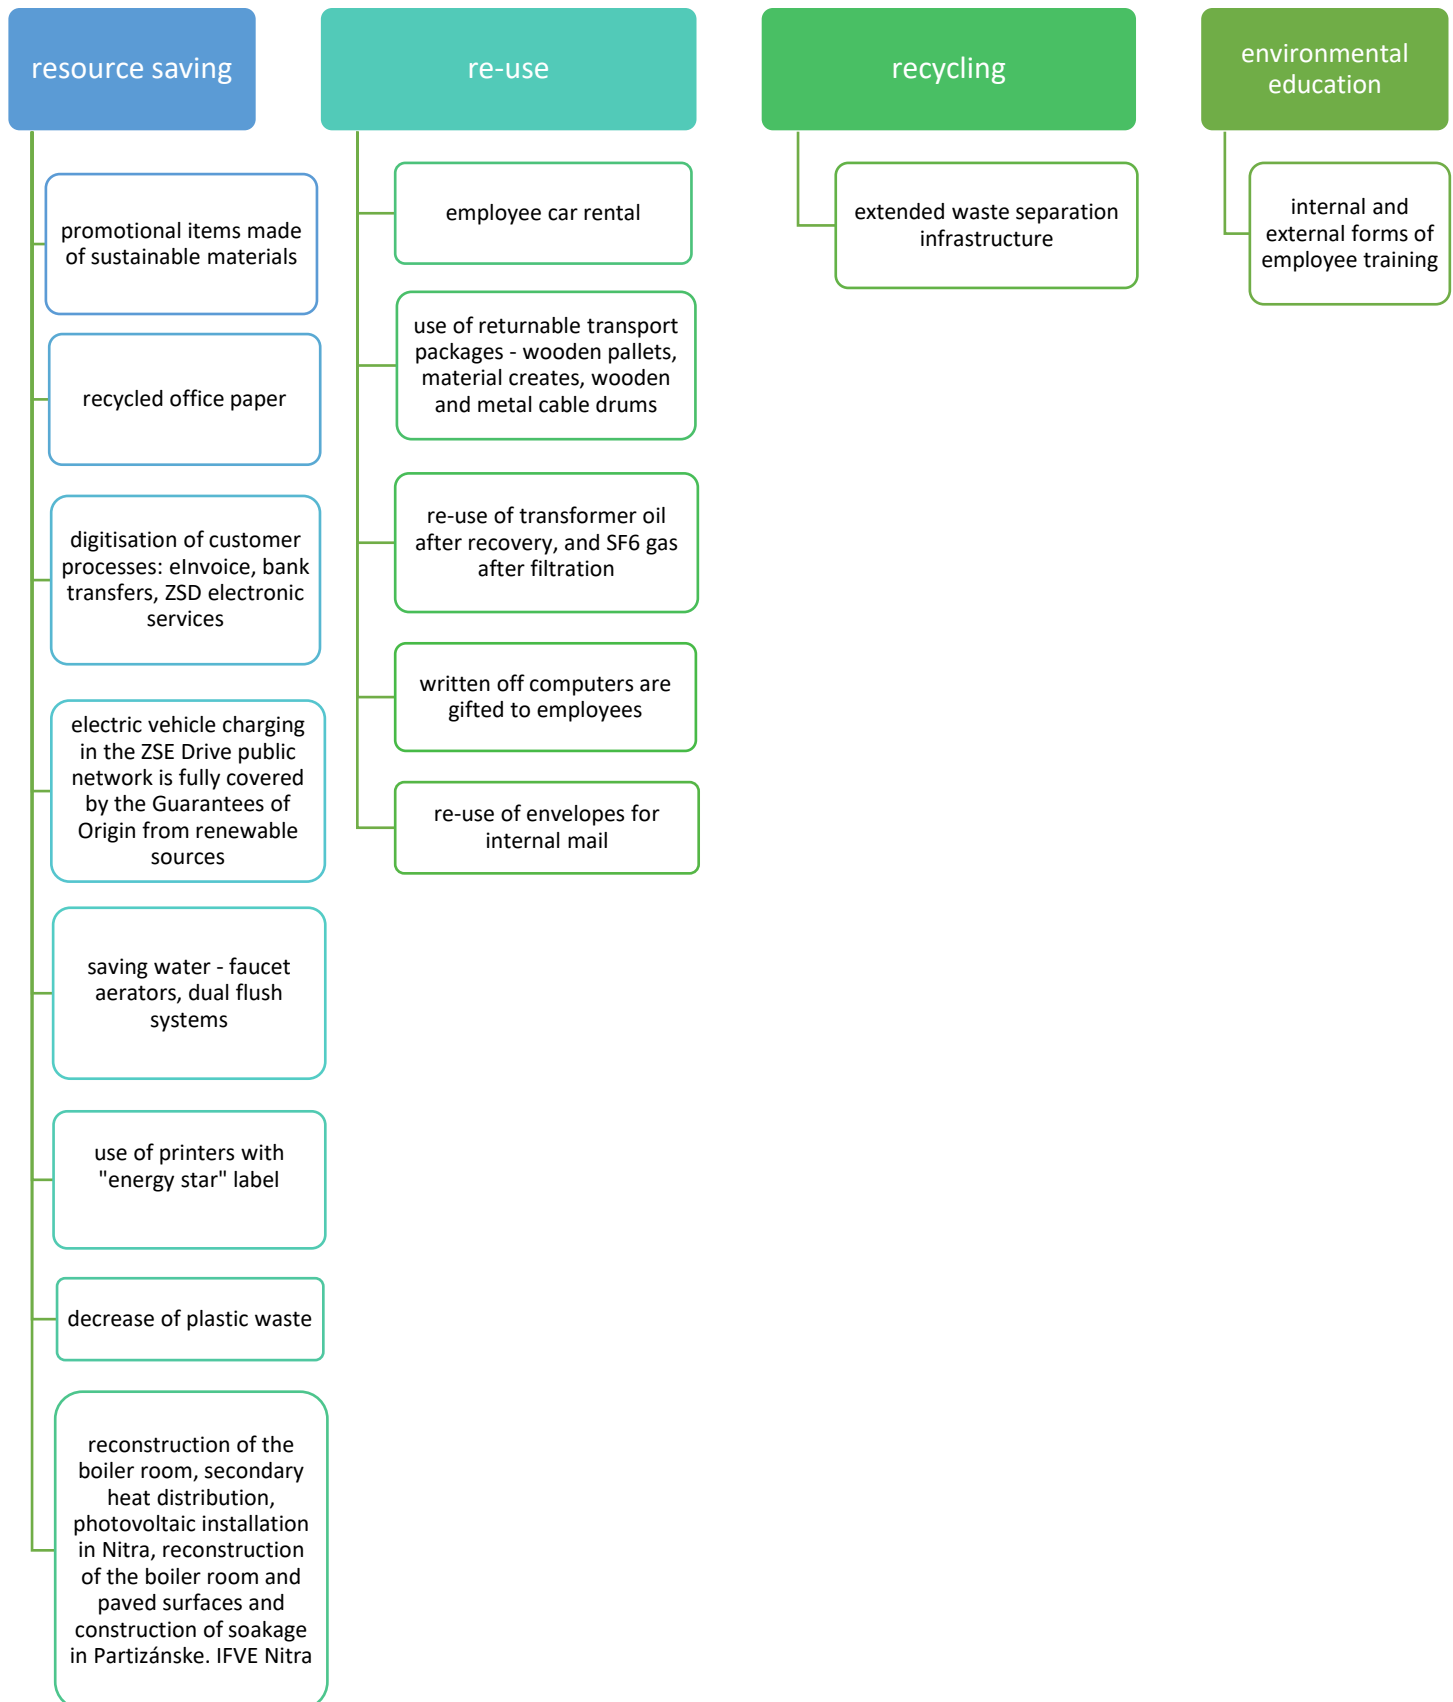 resource saving
promotional items made
of sustainable materials
recycled office paper
digitisation of customer
processes: eInvoice, bank
transfers, ZSD electronic
services
electric vehicle charging
in the ZSE Drive public
network is fully covered
by the Guarantees of
Origin from renewable
sources
saving water - faucet
aerators, dual flush
systems
use of printers with
"energy star" label
decrease of plastic waste
reconstruction of the
boiler room, secondary
heat distribution,
photovoltaic installation
in Nitra, reconstruction
of the boiler room and
paved surfaces and
construction of soakage
in Partizánske. IFVE Nitra
re-use
employee car rental
use of returnable transport
packages - wooden pallets,
material creates, wooden
and metal cable drums
re-use of transformer oil
after recovery, and SF6 gas
after filtration
written off computers are
gifted to employees
re-use of envelopes for
internal mail
recycling
extended waste separation
infrastructure
environmental
education
internal and
external forms of
employee training